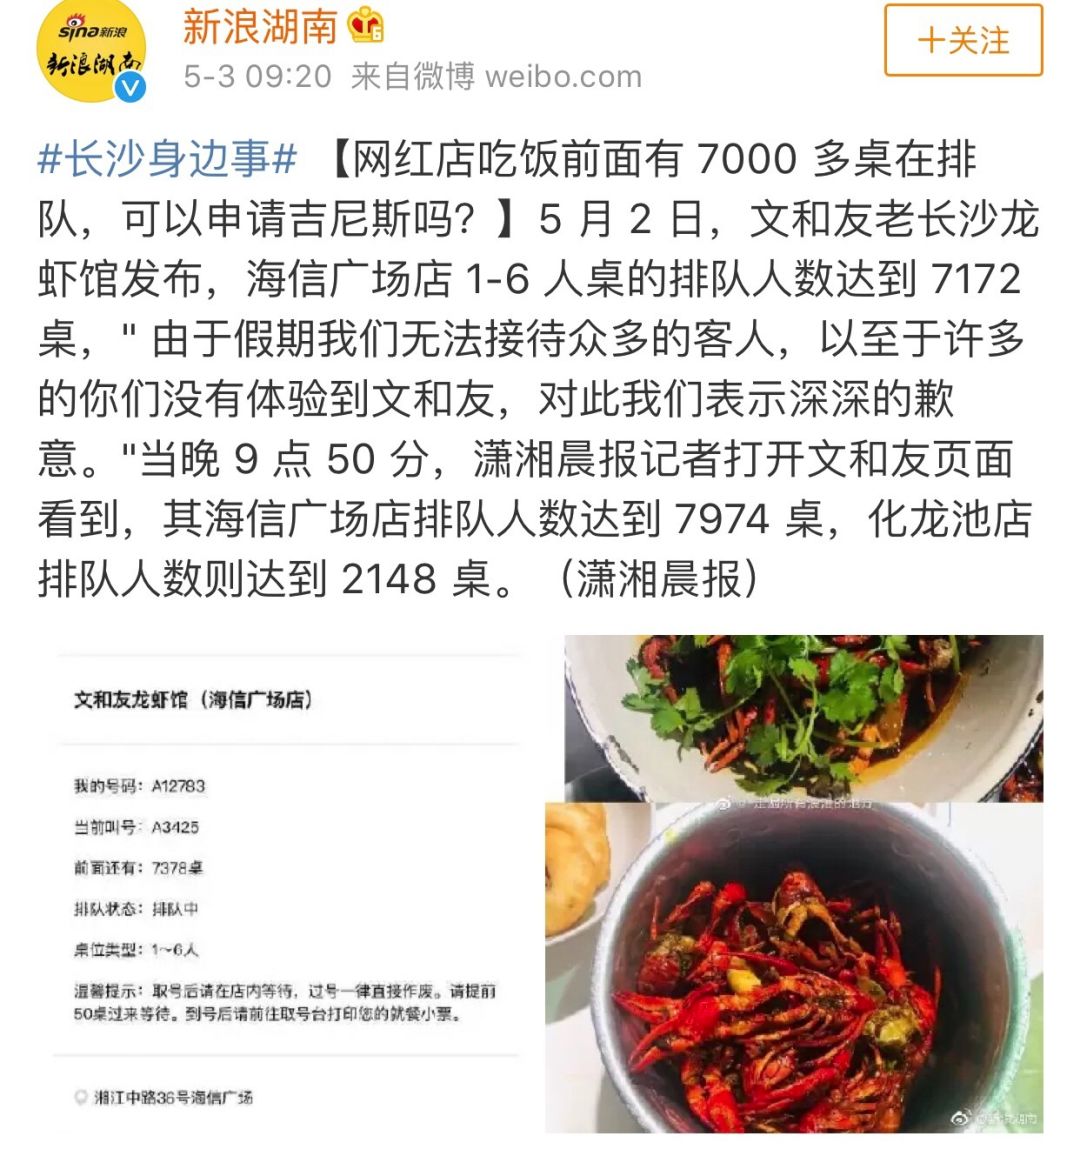 sina新浪
新浪湖南
新浪湖南
5-3 09:20 来自微博 weibo.com
十关注
#长沙身边事# 【网红店吃饭前面有 7000 多桌在排
队，可以申请吉尼斯吗？】5 月 2 日，文和友老长沙龙
虾馆发布，海信广场店 1-6 人桌的排队人数达到 7172
桌，" 由于假期我们无法接待众多的客人，以至于许多
的你们没有体验到文和友，对此我们表示深深的歉
意。"当晚 9 点 50 分，潇湘晨报记者打开文和友页面
看到，其海信广场店排队人数达到 7974 桌，化龙池店
排队人数则达到 2148 桌。（潇湘晨报）
文和友龙虾馆（海信广场店）
我的号码：A12783
当前叫号：A3425
前面还有：7378桌
排队状态：排队中
桌位类型：1~6人
温馨提示：取号后请在店内等待，过号一律直接作废。请提前
50桌过来等待。到号后请前往取号台打印您的就餐小票。
湘江中路36号海信广场
@新浪湖南